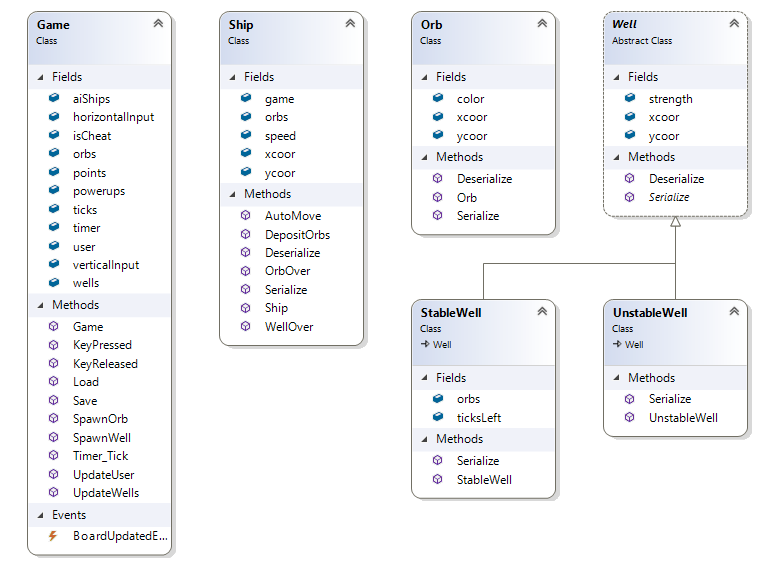 Game
Class
Fields
aiShips
horizontalInput
isCheat
orbs
points
powerups
ticks
timer
user
verticalInput
wells
Methods
Game
KeyPressed
KeyReleased
Load
Save
SpawnOrb
SpawnWell
Timer_Tick
UpdateUser
UpdateWells
Events
BoardUpdatedE...
Ship
Class
Fields
game
orbs
speed
xcoor
ycoor
Methods
AutoMove
DepositOrbs
Deserialize
OrbOver
Serialize
Ship
WellOver
Orb
Class
Fields
color
xcoor
ycoor
Methods
Deserialize
Orb
Serialize
Well
Abstract Class
Fields
strength
xcoor
ycoor
Methods
Deserialize
Serialize
StableWell
Class
Well
Fields
orbs
ticksLeft
Methods
Serialize
StableWell
UnstableWell
Class
Well
Methods
Serialize
UnstableWell